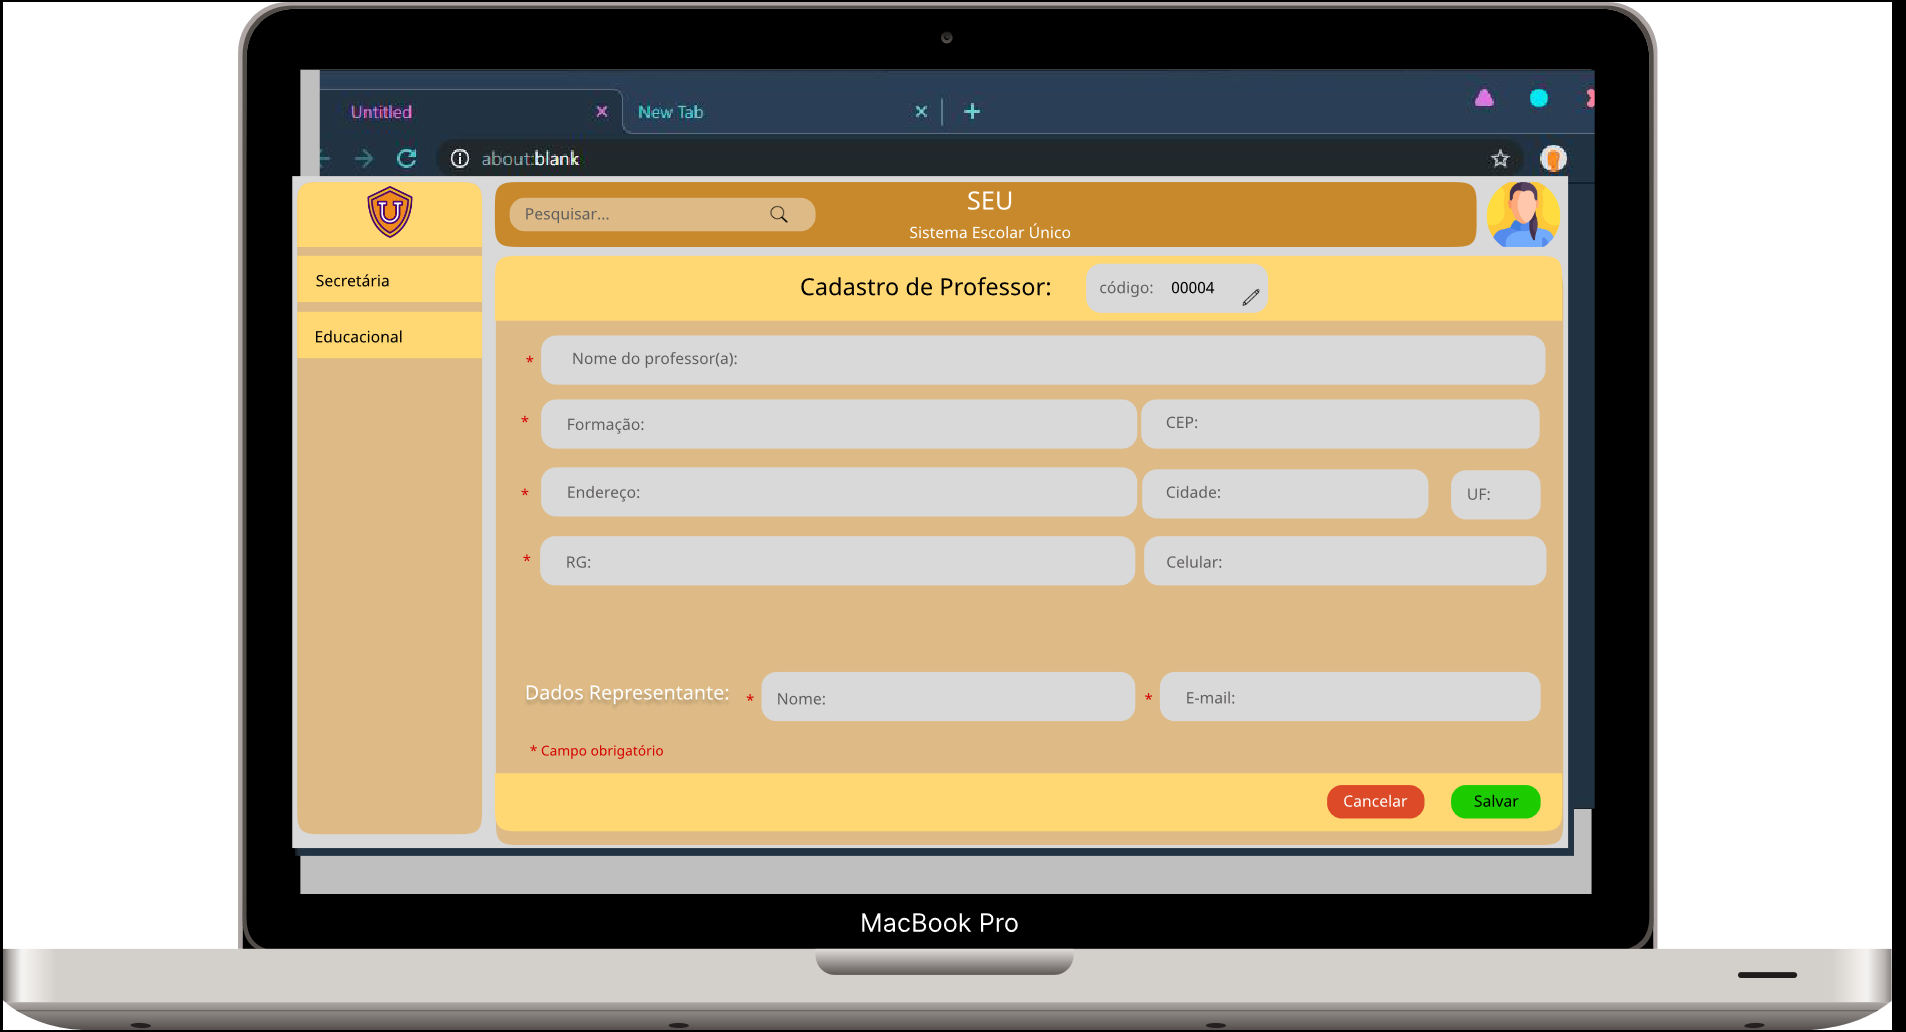 Untitled
New Tab
about:blank
U
Pesquisar...
SEU
Sistema Escolar Único
Secretária
Educacional
Cadastro de Professor:
código: 00004
* Nome do professor(a):
* Formação:
CEP:
* Endereço:
Cidade:
UF:
* RG:
Celular:
Dados Representante:
* Nome:
* E-mail:
* Campo obrigatório
Cancelar
Salvar
MacBook Pro